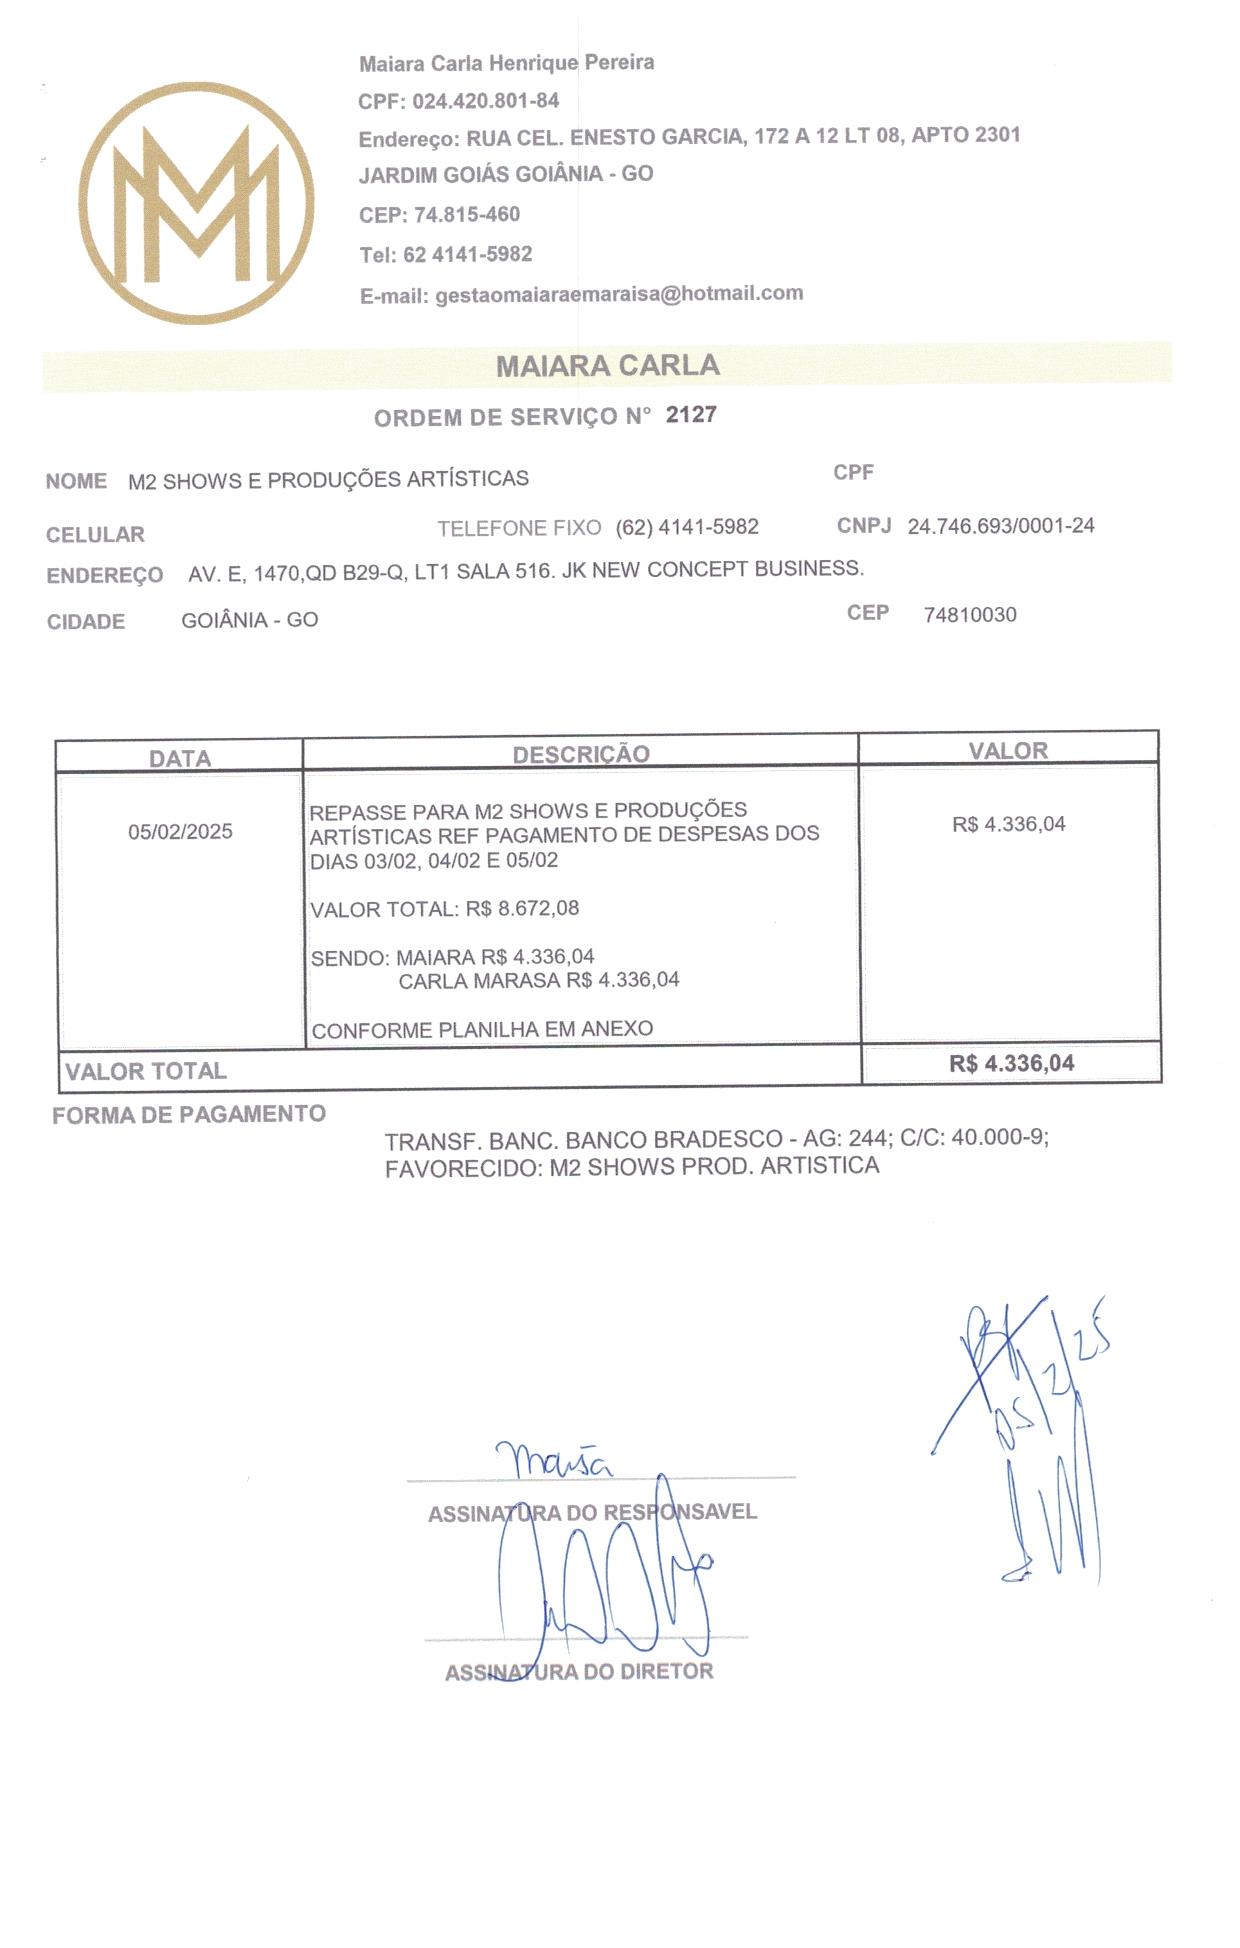 Maiara Carla Henrique Pereira
CPF: 024.420.801-84
Endereço: RUA CEL. ENESTO GARCIA, 172 A 12 LT 08, APTO 2301
JARDIM GOIÁS GOIÂNIA - GO
CEP: 74.815-460
Tel: 62 4141-5982
E-mail: gestaomaiaraemaraisa@hotmail.com
MAIARA CARLA
ORDEM DE SERVIÇO N° 2127
NOME M2 SHOWS E PRODUÇÕES ARTÍSTICAS CPF
CELULAR TELEFONE FIXO (62) 4141-5982 CNPJ 24.746.693/0001-24
ENDEREÇO AV. E, 1470,QD B29-Q, LT1 SALA 516. JK NEW CONCEPT BUSINESS.
CIDADE GOIÂNIA - GO CEP 74810030
DATA DESCRIÇÃO VALOR
05/02/2025 REPASSE PARA M2 SHOWS E PRODUÇÕES R$ 4.336,04
ARTÍSTICAS REF PAGAMENTO DE DESPESAS DOS
DIAS 03/02, 04/02 E 05/02
VALOR TOTAL: R$ 8.672,08
SENDO: MAIARA R$ 4.336,04
CARLA MARASA R$ 4.336,04
CONFORME PLANILHA EM ANEXO
VALOR TOTAL R$ 4.336,04
FORMA DE PAGAMENTO
TRANSF. BANC. BANCO BRADESCO - AG: 244; C/C: 40.000-9;
FAVORECIDO: M2 SHOWS PROD. ARTISTICA
05/2/25
ASSINATURA DO RESPONSAVEL
ASSINATURA DO DIRETOR